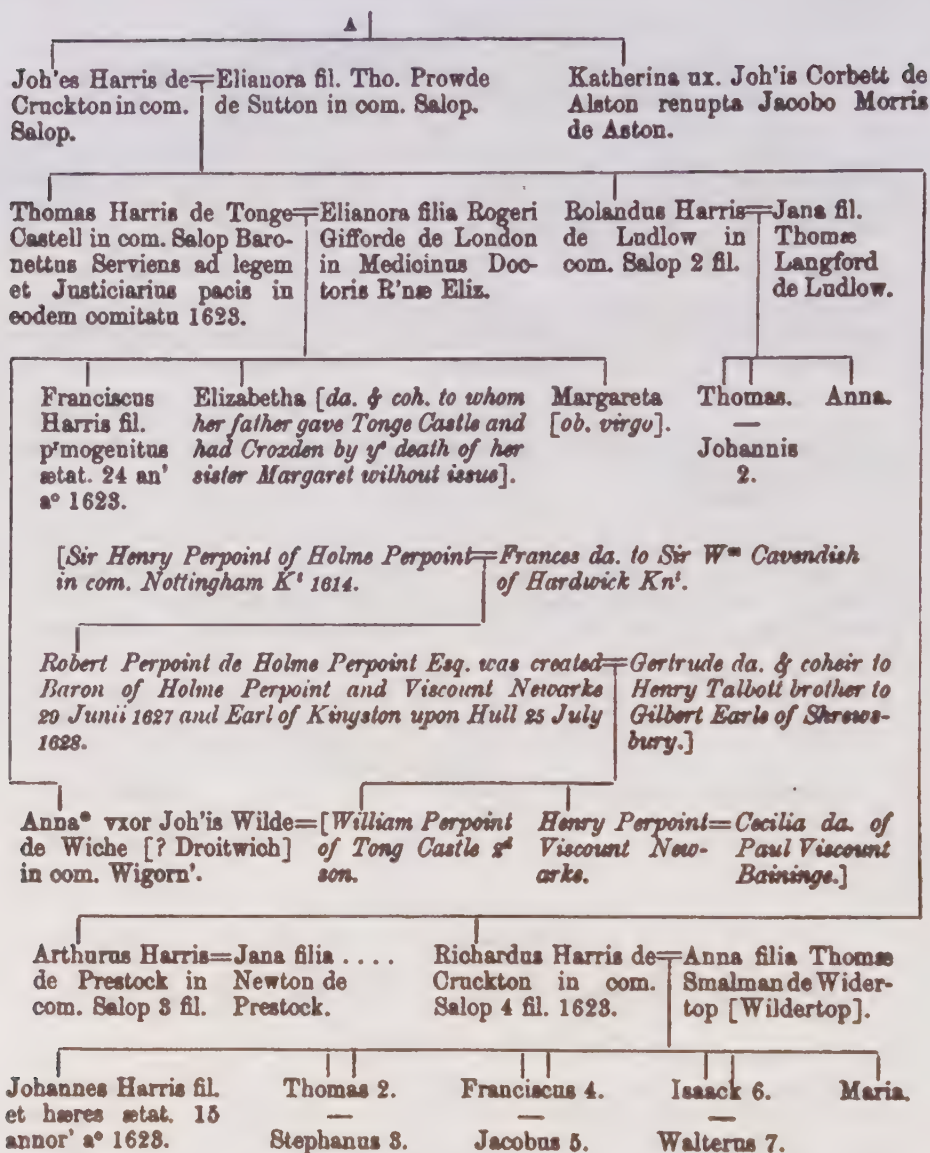 A
Joh'es Harris de
Cruckton in com.
Salop.
Elianora fil. Tho. Prowde
de Sutton in com. Salop.
Katherina ux. Joh'is Corbett de
Alston renupta Jacobo Morris
de Aston.
Thomas Harris de Tonge
Castell in com. Salop Baro-
nettus Serviens ad legem
et Justiciarius pacis in
eodem comitatu 1623.
Elianora filia Rogeri
Gifforde de London
in Medicinus Doc-
toris R'næ Eliz.
Rolandus Harris
de Ludlow in
com. Salop 2 fil.
Jana fil.
Thomæ
Langford
de Ludlow.
Franciscus
Harris fil.
p'mogenitus
ætat. 24 an'
a° 1623.
Elizabetha [da. & coh. to whom
her father gave Tonge Castle and
had Croxden by yᵉ death of her
sister Margaret without issue].
Margareta
[ob. virgo].
Thomas.
—
Johannis
2.
Anna.
[Sir Henry Perpoint of Holme Perpoint
in com. Nottingham Kᵗ 1614.
Frances da. to Sir Wᵐ Cavendish
of Hardwick Knᵗ.
Robert Perpoint de Holme Perpoint Esq. was created
Baron of Holme Perpoint and Viscount Newarke
29 Junii 1627 and Earl of Kingston upon Hull 25 July
1628.
Gertrude da. & coheir to
Henry Talbott brother to
Gilbert Earle of Shrews-
bury.]
Anna* vxor Joh'is Wilde
de Wiche [? Droitwich]
in com. Wigorn'.
=[William Perpoint
of Tong Castle 2ᵈ
son.
Henry Perpoint
Viscount New-
arke.
=Cecilia da. of
Paul Viscount
Baininge.]
Arthurus Harris
de Prestock in
com. Salop 3 fil.
=Jana filia ....
Newton de
Prestock.
Richardus Harris de
Cruckton in com.
Salop 4 fil. 1623.
Anna filia Thomæ
Smalman de Wider-
top [Wildertop].
Johannes Harris fil.
et hæres ætat. 15
annor' a° 1623.
Thomas 2.
—
Stephanus 3.
Franciscus 4.
—
Jacobus 5.
Isaack 6.
—
Walterus 7.
Maria.